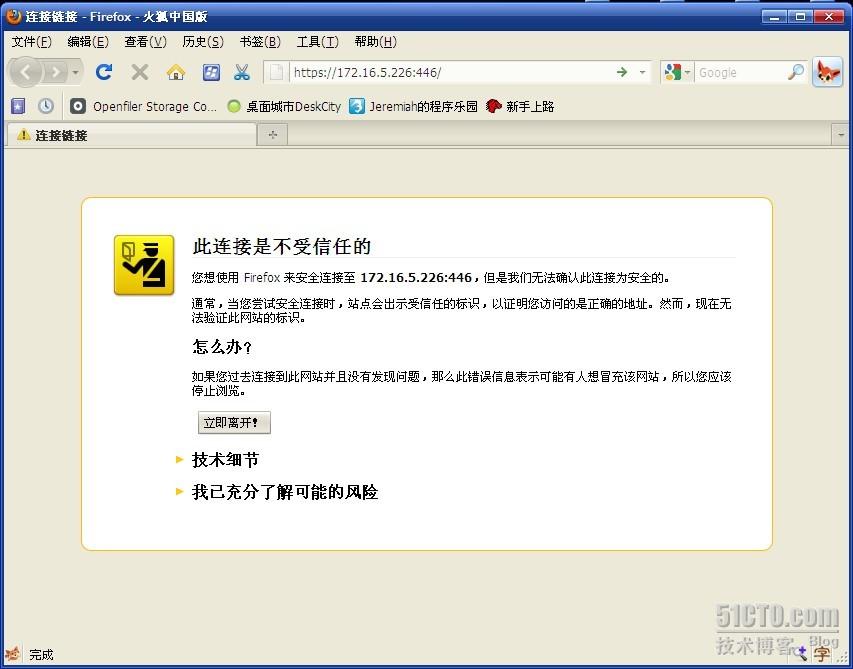 连接链接 - Firefox - 火狐中国版
文件(F) 编辑(E) 查看(V) 历史(S) 书签(B) 工具(T) 帮助(H)
https://172.16.5.226:446/ Google
Openfiler Storage Co... 桌面城市DeskCity Jeremiah的程序乐园 新手上路
连接链接
此连接是不受信任的
您想使用 Firefox 来安全连接至 172.16.5.226:446，但是我们无法确认此连接为安全的。
通常，当您尝试安全连接时，站点会出示受信任的标识，以证明您访问的是正确的地址。然而，现在无
法验证此网站的标识。
怎么办?
如果您过去连接到此网站并且没有发现问题，那么此错误信息表示可能有人想冒充该网站，所以您应该
停止浏览。
立即离开!
技术细节
我已充分了解可能的风险
51CTO.com
技术博客 Blog
完成 字